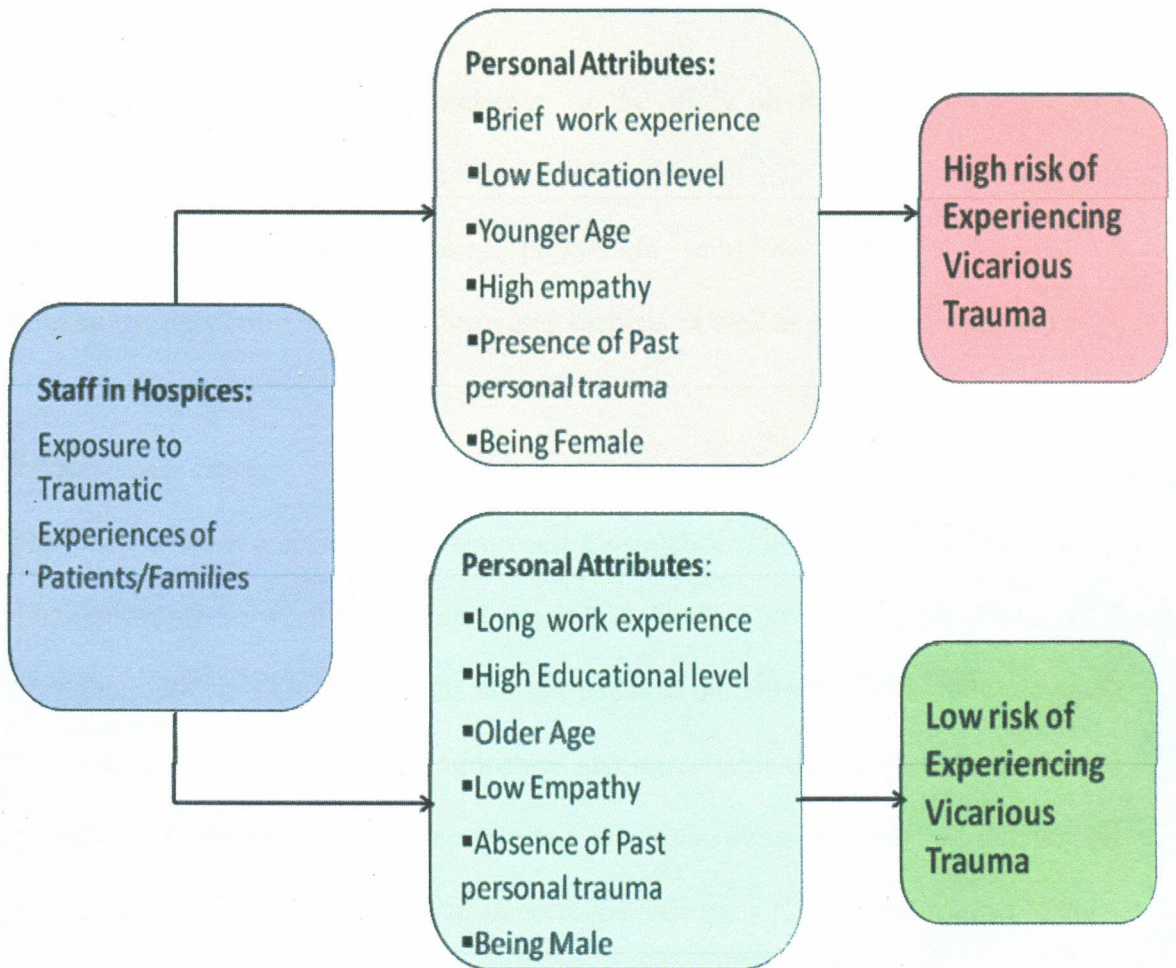 Staff in Hospices:
Exposure to
Traumatic
Experiences of
Patients/Families
Personal Attributes:
▪Brief work experience
▪Low Education level
▪Younger Age
▪High empathy
▪Presence of Past
personal trauma
▪Being Female
High risk of
Experiencing
Vicarious
Trauma
Personal Attributes:
▪Long work experience
▪High Educational level
▪Older Age
▪Low Empathy
▪Absence of Past
personal trauma
▪Being Male
Low risk of
Experiencing
Vicarious
Trauma